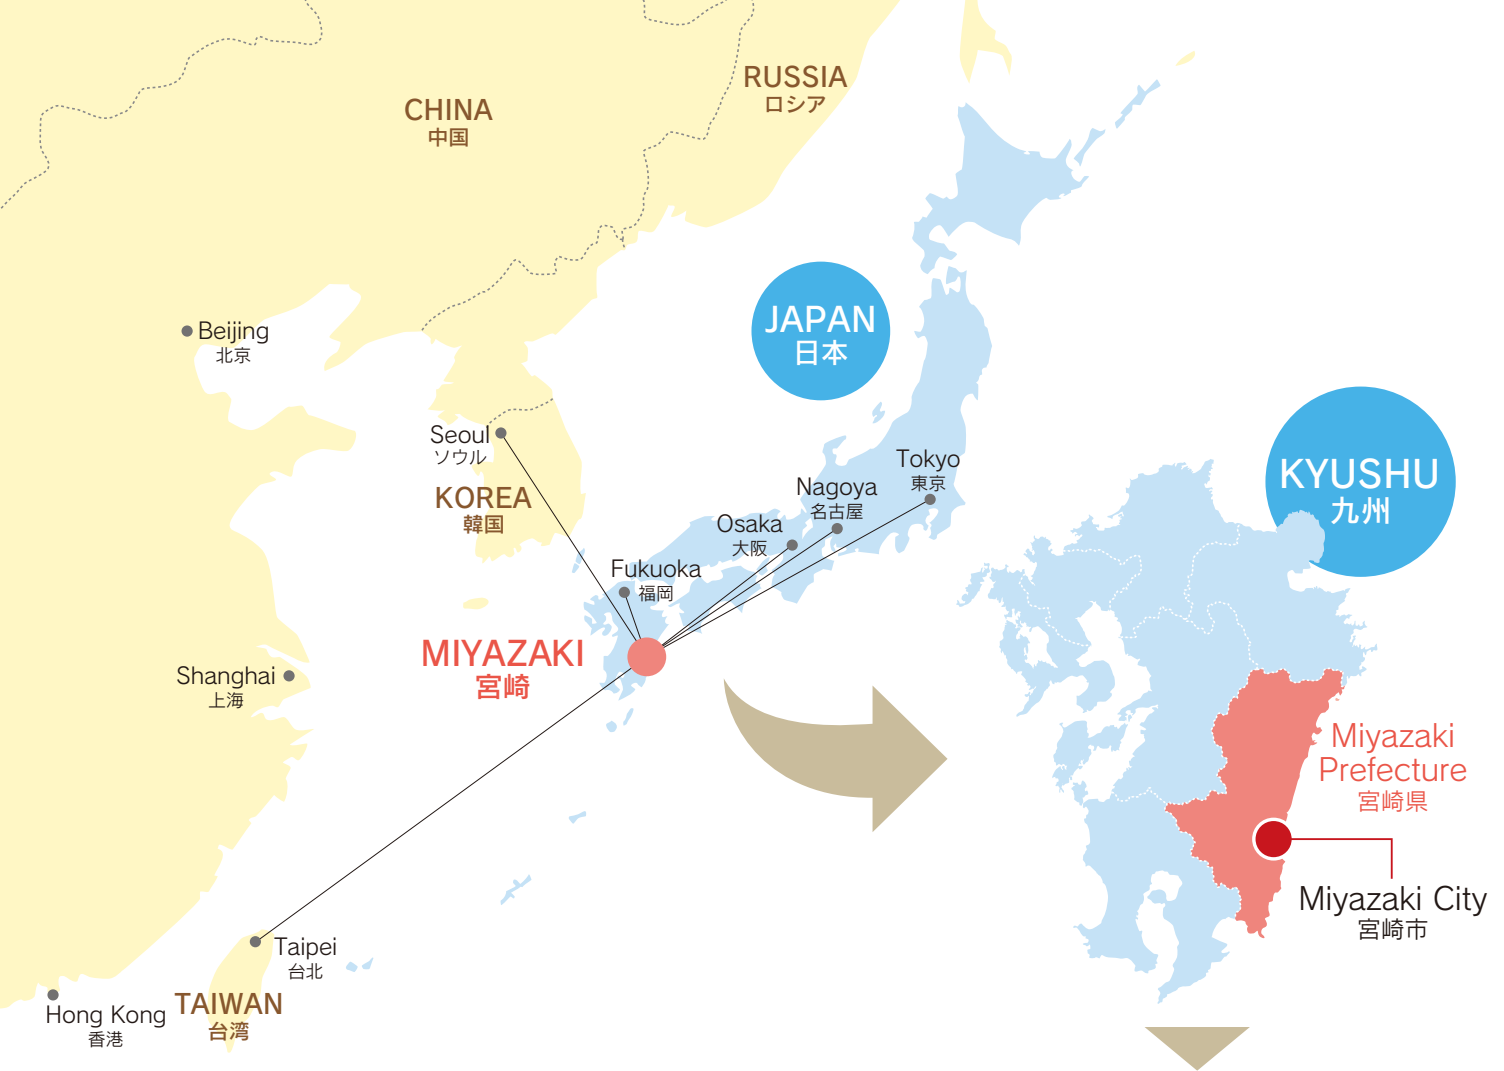 RUSSIA
ロシア
CHINA
中国
JAPAN
日本
Beijing
北京
Seoul
ソウル
KOREA
韓国
Tokyo
東京
Nagoya
名古屋
Osaka
大阪
Fukuoka
福岡
MIYAZAKI
宮崎
Shanghai
上海
Taipei
台北
TAIWAN
台湾
Hong Kong
香港
KYUSHU
九州
Miyazaki
Prefecture
宮崎県
Miyazaki City
宮崎市